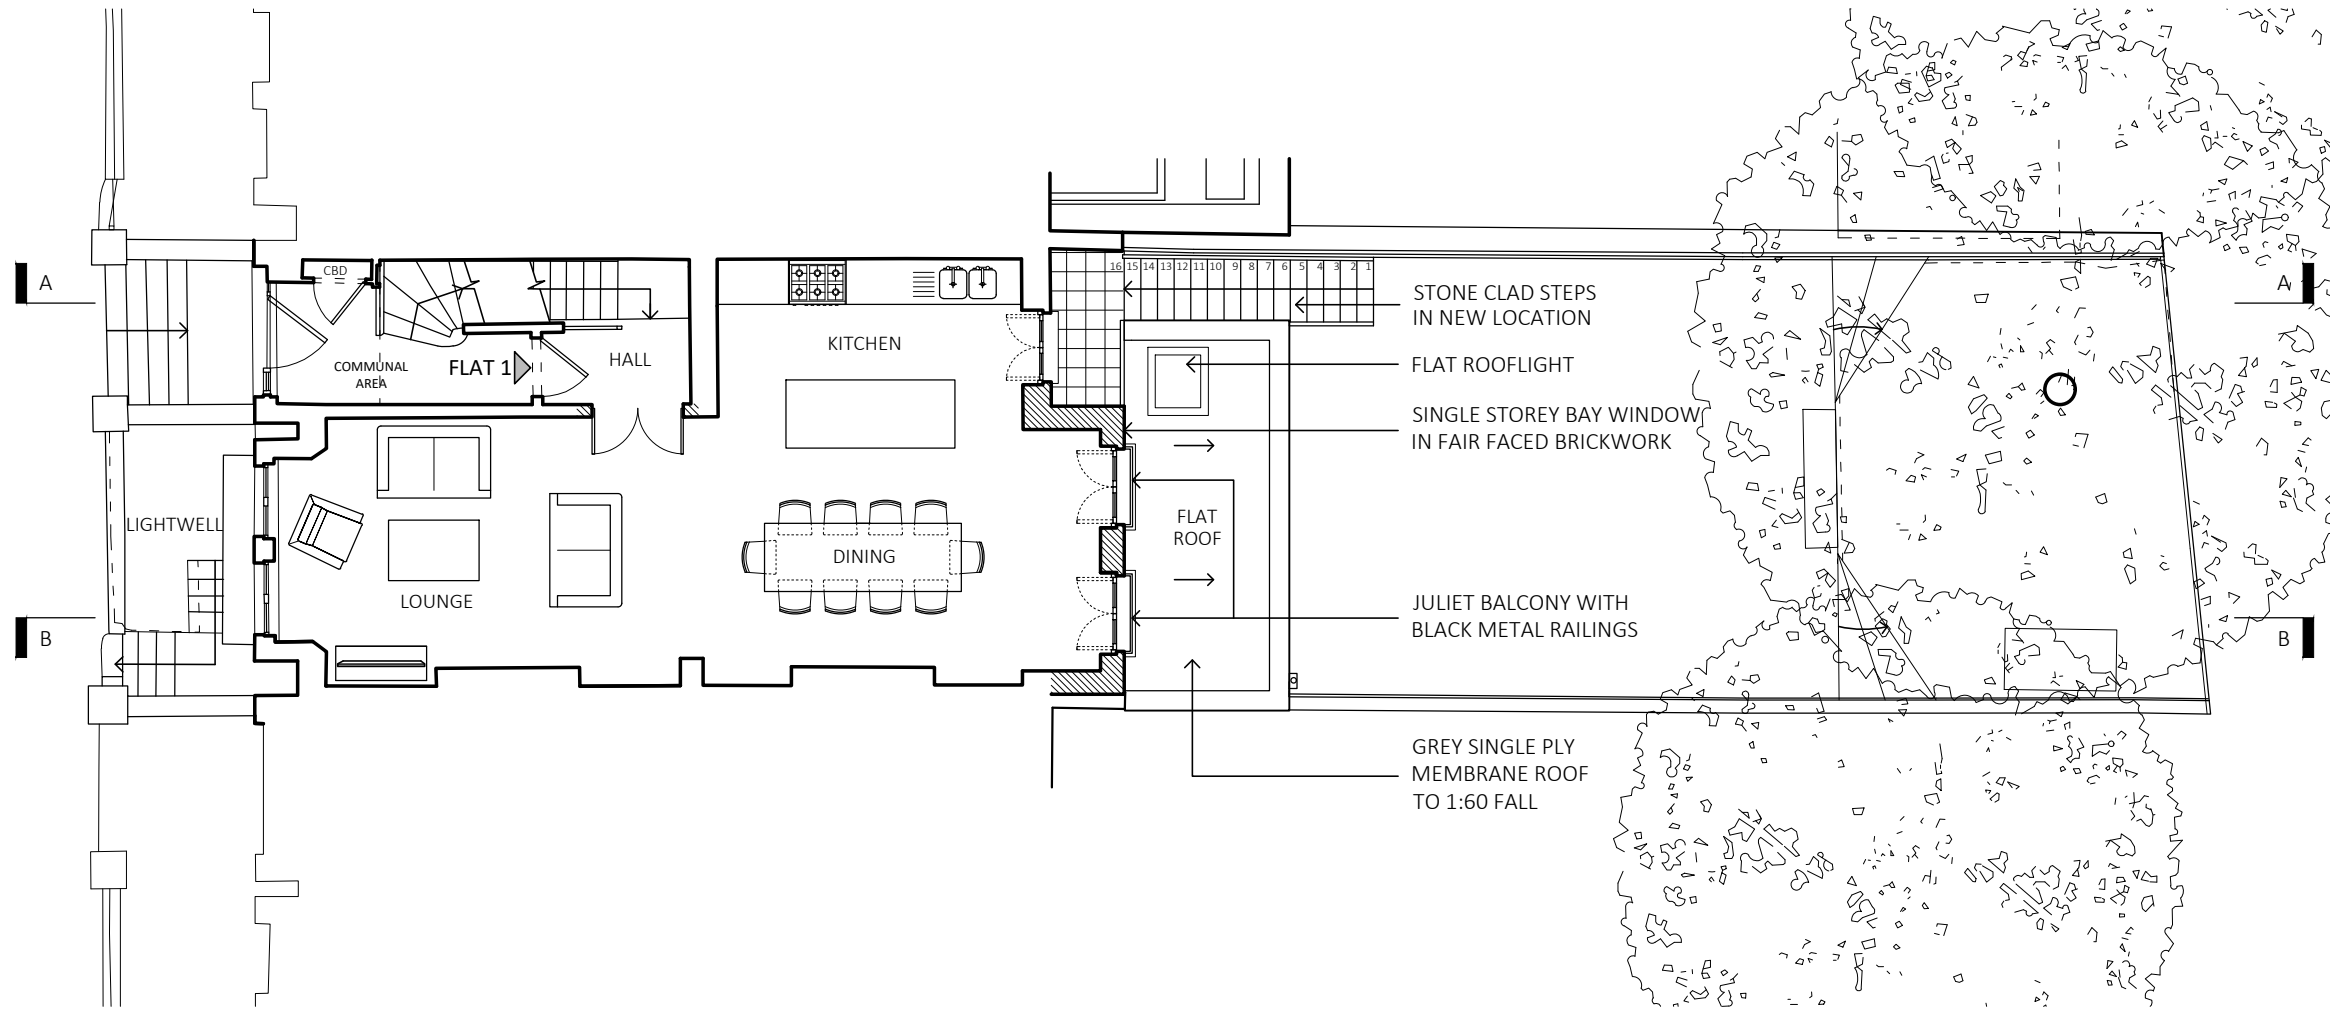 A
CBD
COMMUNAL
AREA
FLAT 1
HALL
KITCHEN
16 15 14 13 12 11 10 9 8 7 6 5 4 3 2 1
STONE CLAD STEPS
IN NEW LOCATION
FLAT ROOFLIGHT
SINGLE STOREY BAY WINDOW
IN FAIR FACED BRICKWORK
A
LIGHTWELL
LOUNGE
DINING
FLAT
ROOF
JULIET BALCONY WITH
BLACK METAL RAILINGS
B
B
GREY SINGLE PLY
MEMBRANE ROOF
TO 1:60 FALL